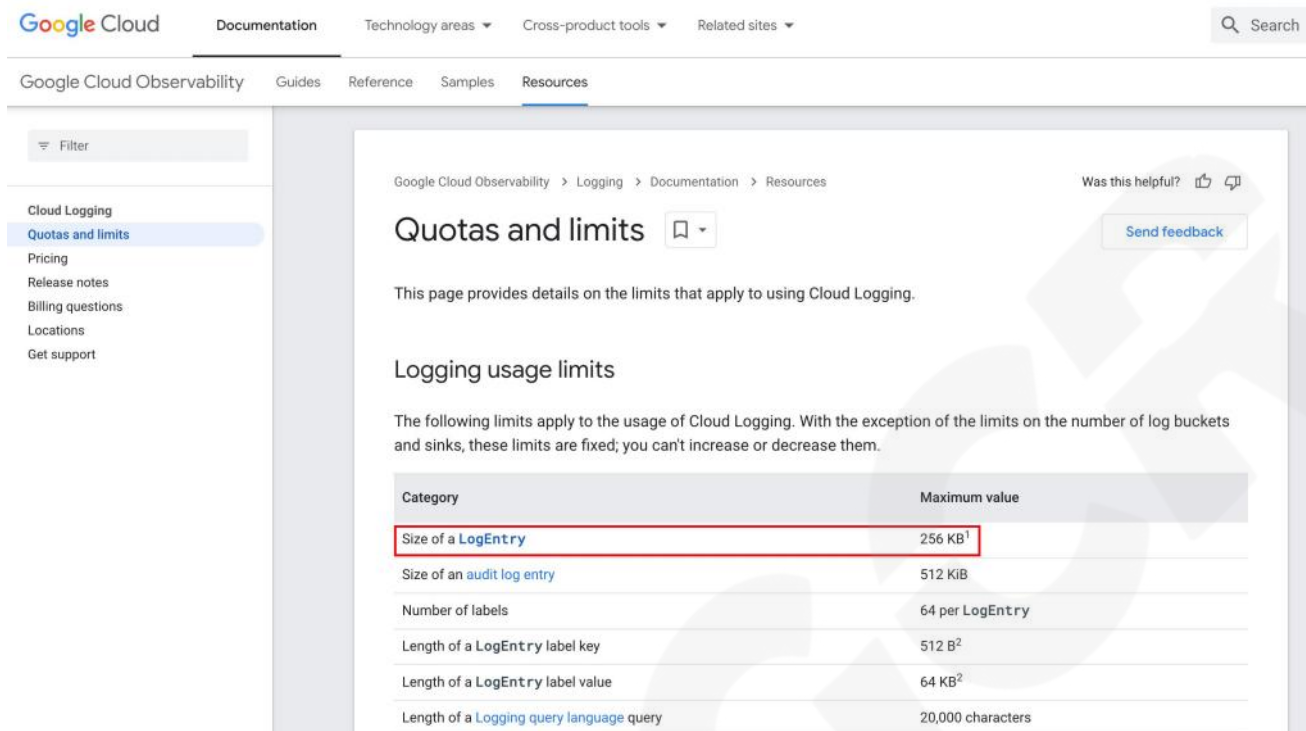 Google Cloud Documentation Technology areas Cross-product tools Related sites Search
Google Cloud Observability Guides Reference Samples Resources
Filter
Cloud Logging
Quotas and limits
Pricing
Release notes
Billing questions
Locations
Get support
Google Cloud Observability > Logging > Documentation > Resources Was this helpful?
Quotas and limits
Send feedback
This page provides details on the limits that apply to using Cloud Logging.
Logging usage limits
The following limits apply to the usage of Cloud Logging. With the exception of the limits on the number of log buckets
and sinks, these limits are fixed; you can't increase or decrease them.
Category Maximum value
Size of a LogEntry 256 KB¹
Size of an audit log entry 512 KiB
Number of labels 64 per LogEntry
Length of a LogEntry label key 512 B²
Length of a LogEntry label value 64 KB²
Length of a Logging query language query 20,000 characters